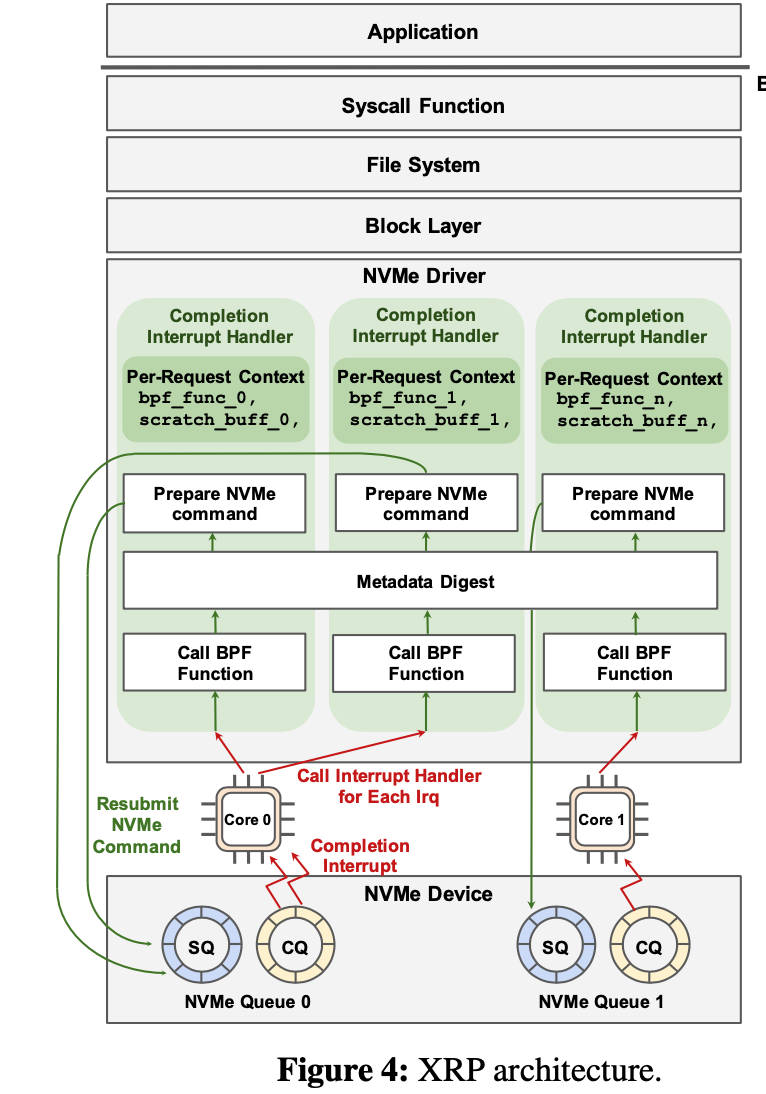 Application
E
Syscall Function
File System
Block Layer
NVMe Driver
Completion
Interrupt Handler
Per-Request Context
bpf_func_0,
scratch_buff_0,
Completion
Interrupt Handler
Per-Request Context
bpf_func_1,
scratch_buff_1,
Completion
Interrupt Handler
Per-Request Context
bpf_func_n,
scratch_buff_n,
Prepare NVMe
command
Prepare NVMe
command
Prepare NVMe
command
Metadata Digest
Call BPF
Function
Call BPF
Function
Call BPF
Function
Call Interrupt Handler
for Each Irq
Resubmit
NVMe
Command
Core 0
Core 1
Completion
Interrupt
NVMe Device
SQ
CQ
SQ
CQ
NVMe Queue 0
NVMe Queue 1
Figure 4: XRP architecture.